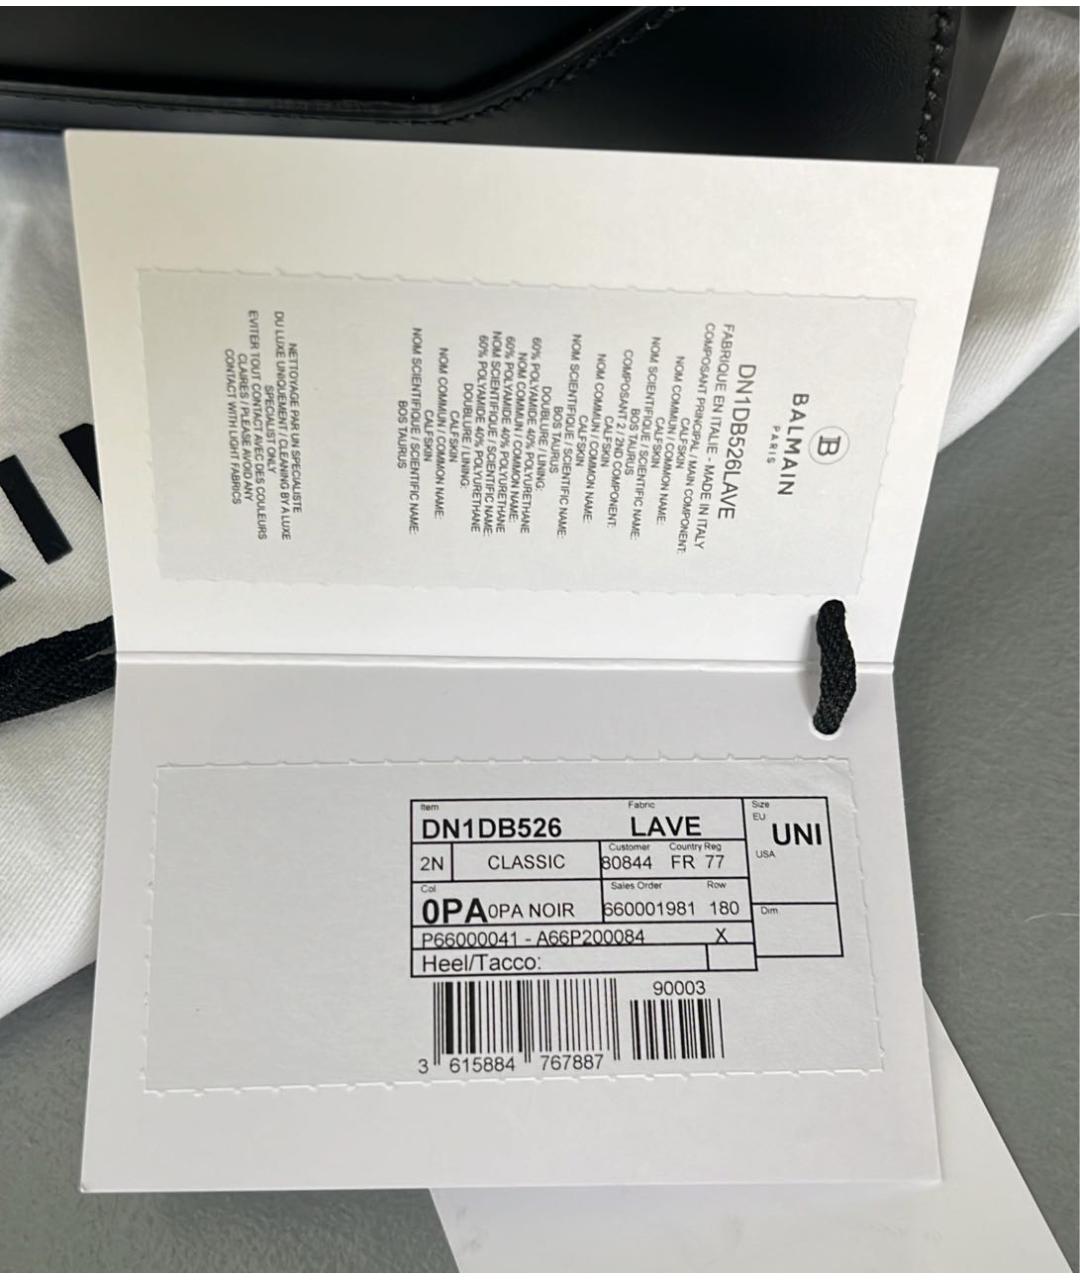 B
BALMAIN
PARIS
DN1DB526LAVE
FABRIQUE EN ITALIE - MADE IN ITALY
COMPOSANT PRINCIPAL / MAIN COMPONENT:
CALFSKIN
NOM COMMUN / COMMON NAME:
CALFSKIN
NOM SCIENTIFIQUE / SCIENTIFIC NAME:
BOS TAURUS
COMPOSANT 2 / 2ND COMPONENT:
CALFSKIN
NOM COMMUN / COMMON NAME:
CALFSKIN
NOM SCIENTIFIQUE / SCIENTIFIC NAME:
BOS TAURUS
DOUBLURE / LINING:
60% POLYAMIDE 40% POLYURETHANE
NOM COMMUN / COMMON NAME:
60% POLYAMIDE 40% POLYURETHANE
NOM SCIENTIFIQUE / SCIENTIFIC NAME:
60% POLYAMIDE 40% POLYURETHANE
DOUBLURE / LINING:
CALFSKIN
NOM COMMUN / COMMON NAME:
CALFSKIN
NOM SCIENTIFIQUE / SCIENTIFIC NAME:
BOS TAURUS
NETTOYAGE PAR UN SPECIALISTE
DU LUXE UNIQUEMENT / CLEANING BY A LUXE
SPECIALIST ONLY
EVITER TOUT CONTACT AVEC DES COULEURS
CLAIRES / PLEASE AVOID ANY
CONTACT WITH LIGHT FABRICS
Item Fabric Size
DN1DB526 LAVE EU UNI
Customer Country Reg USA
2N CLASSIC 80844 FR 77
Col Sales Order Row Dim
0PA 0PA NOIR 660001981 180
P66000041 - A66P200084 X
Heel/Tacco:
90003
3 615884 767887